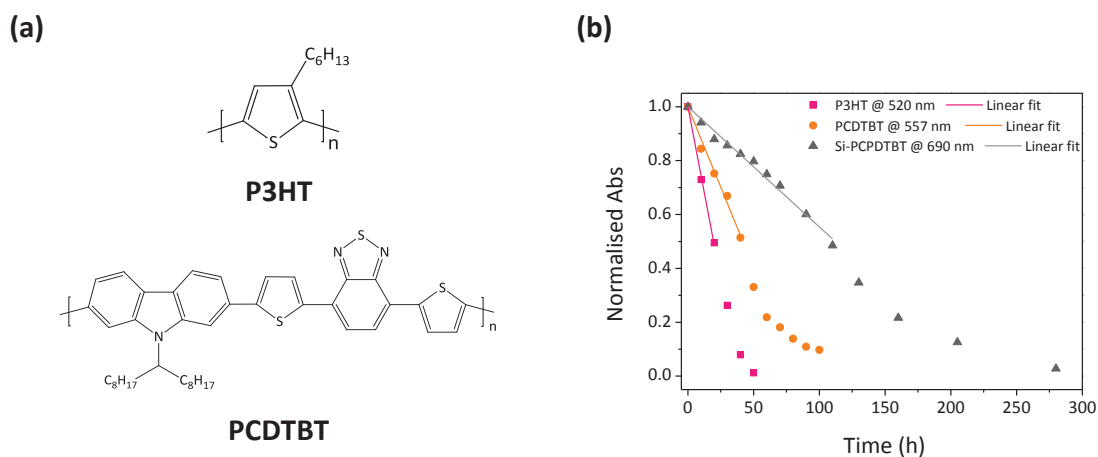 (a)
C6H13
S
n
P3HT
S
N
N
S
S
S
n
N
C8H17
C8H17
PCDTBT
(b)
P3HT @ 520 nm
Linear fit
PCDTBT @ 557 nm
Linear fit
Si-PCPDTBT @ 690 nm
Linear fit
1.0
0.8
0.6
0.4
0.2
0.0
Normalised Abs
0
50
100
150
200
250
300
Time (h)